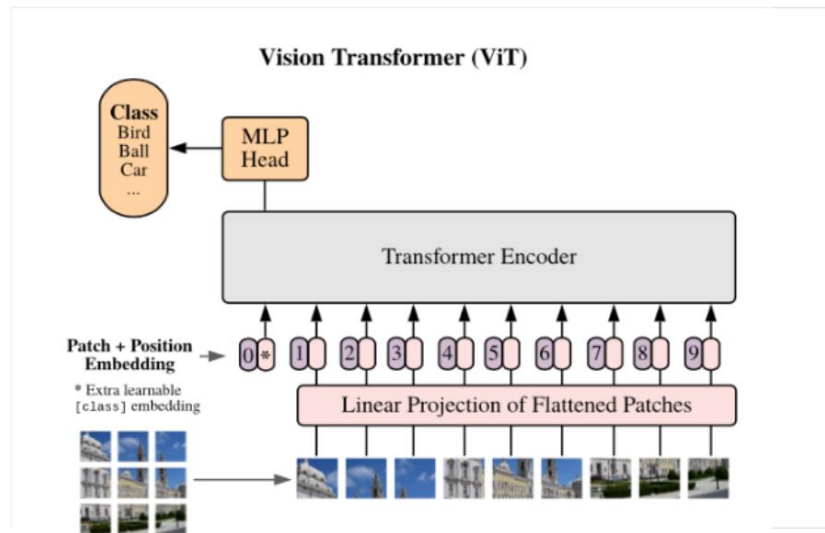 Vision Transformer (ViT)
Class
Bird
Ball
Car
...
MLP
Head
Transformer Encoder
Patch + Position
Embedding
0 * 1 2 3 4 5 6 7 8 9
* Extra learnable
[class] embedding
Linear Projection of Flattened Patches